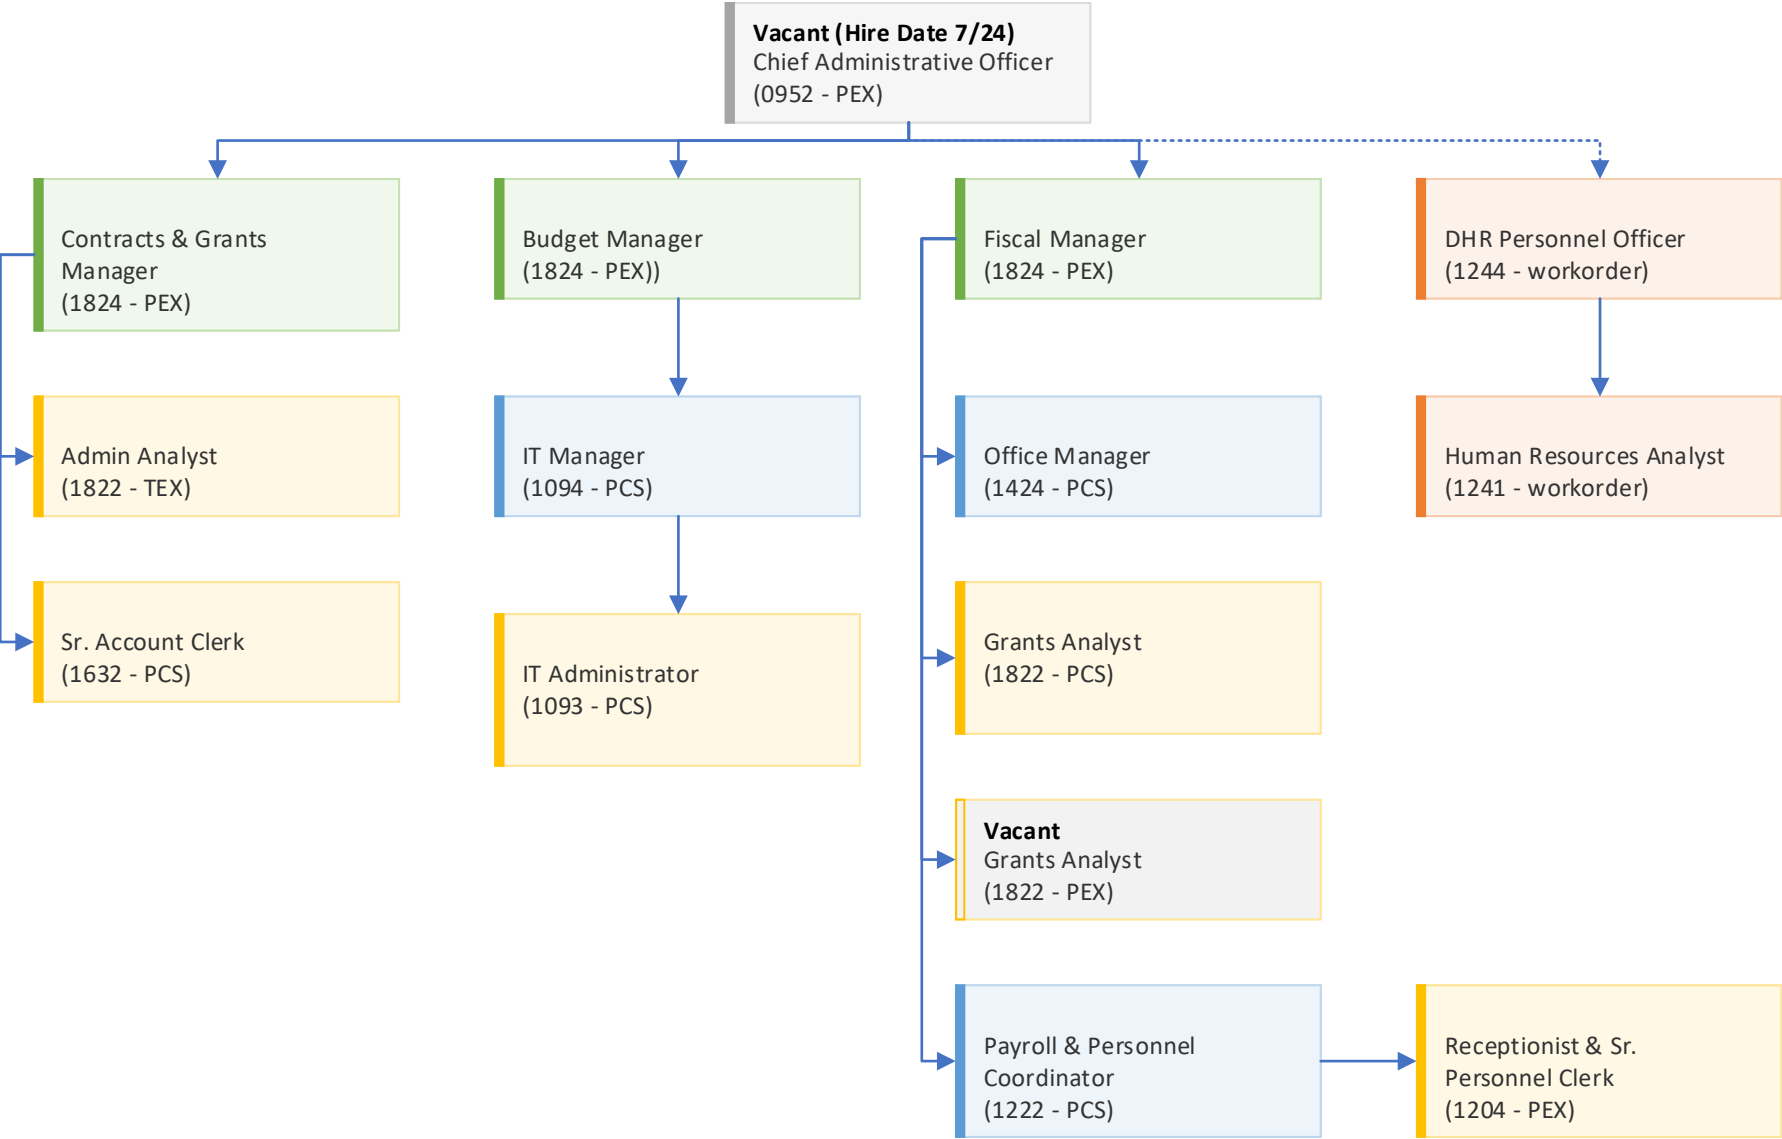 Vacant (Hire Date 7/24)
Chief Administrative Officer
(0952 - PEX)
Contracts & Grants
Manager
(1824 - PEX)
Budget Manager
(1824 - PEX))
Fiscal Manager
(1824 - PEX)
DHR Personnel Officer
(1244 - workorder)
Admin Analyst
(1822 - TEX)
IT Manager
(1094 - PCS)
Office Manager
(1424 - PCS)
Human Resources Analyst
(1241 - workorder)
Sr. Account Clerk
(1632 - PCS)
IT Administrator
(1093 - PCS)
Grants Analyst
(1822 - PCS)
Vacant
Grants Analyst
(1822 - PEX)
Payroll & Personnel
Coordinator
(1222 - PCS)
Receptionist & Sr.
Personnel Clerk
(1204 - PEX)